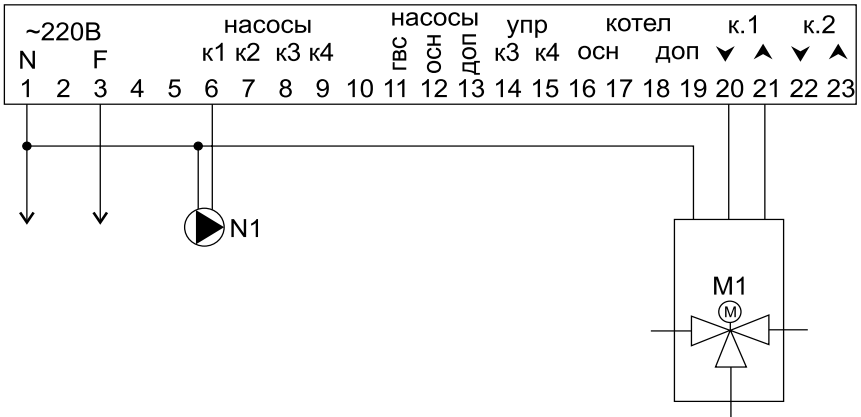 ~220В насосы насосы упр котел к.1 к.2
N F к1 к2 к3 к4 гвс осн доп к3 к4 осн доп
1 2 3 4 5 6 7 8 9 10 11 12 13 14 15 16 17 18 19 20 21 22 23
N1
M1
M